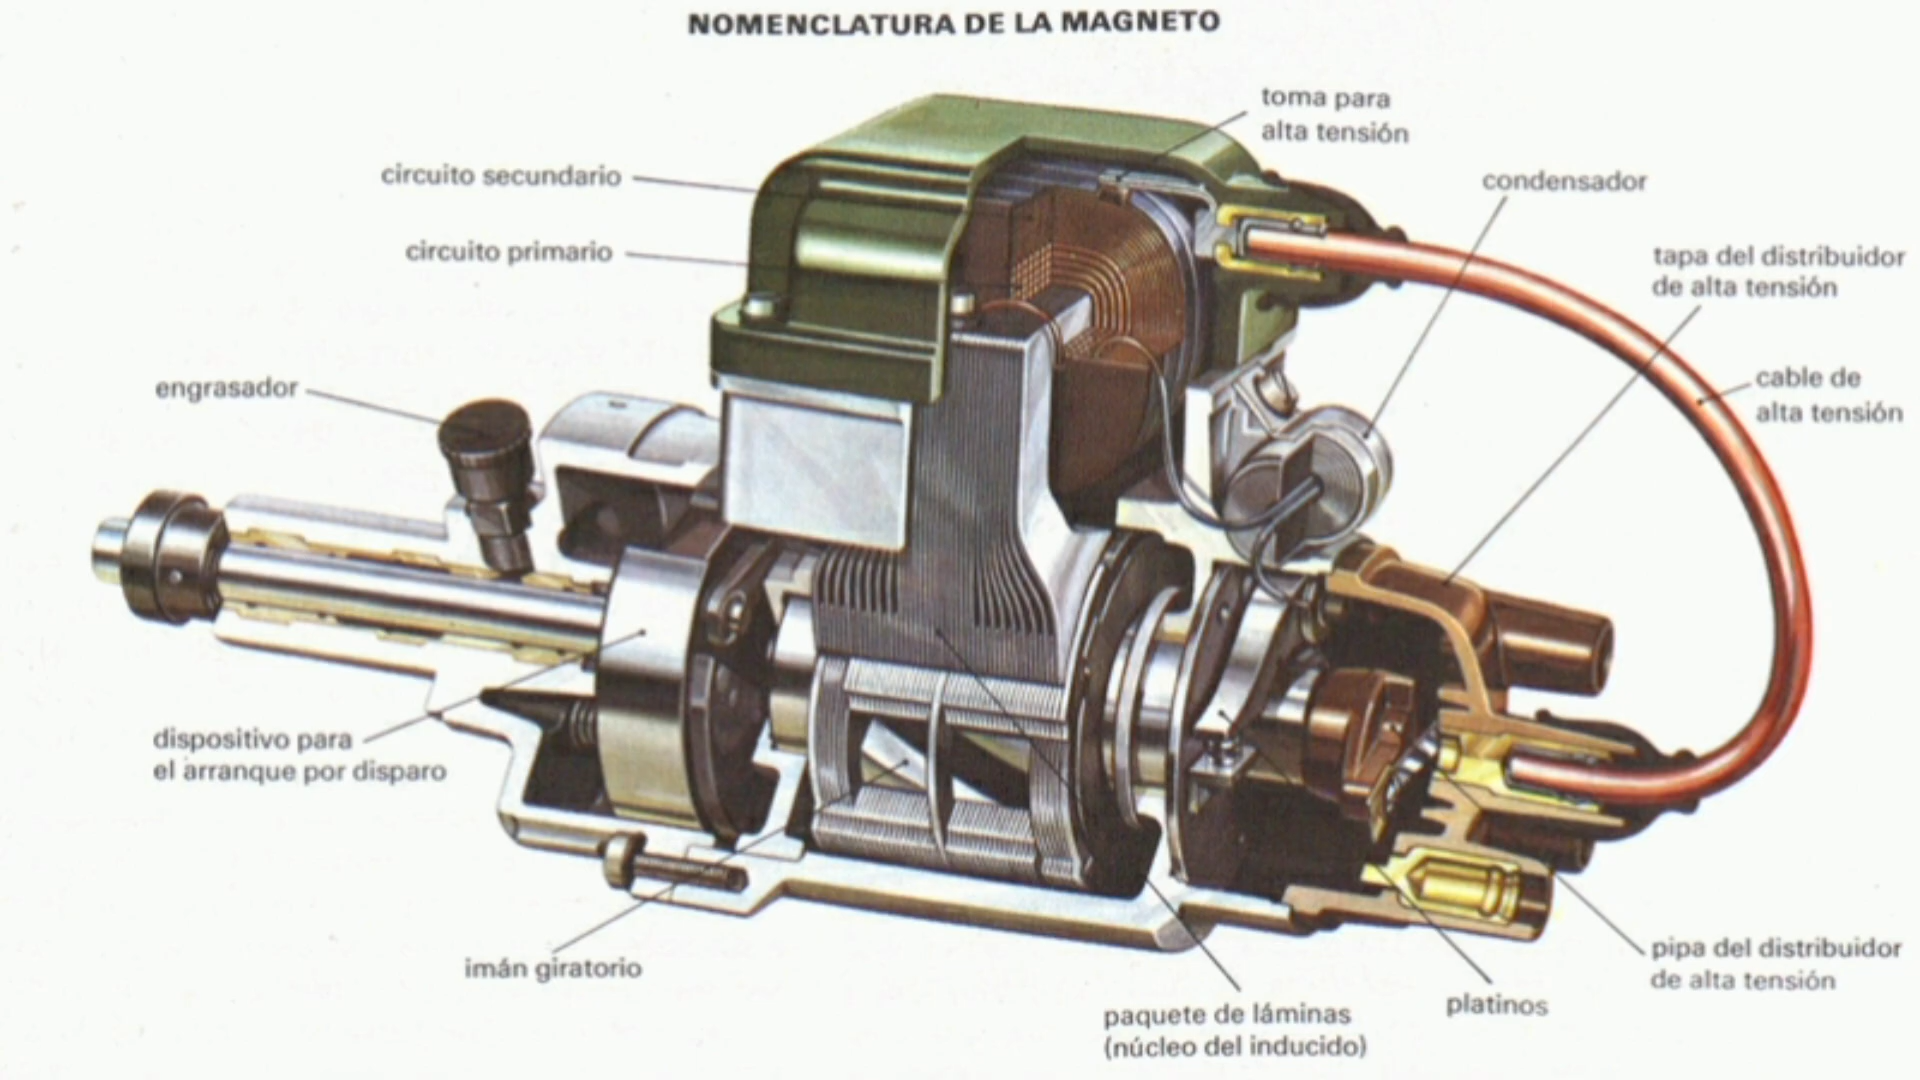 NOMENCLATURA DE LA MAGNETO
toma para
alta tensión
circuito secundario
condensador
circuito primario
tapa del distribuidor
de alta tensión
engrasador
cable de
alta tensión
dispositivo para
el arranque por disparo
imán giratorio
pipa del distribuidor
de alta tensión
platinos
paquete de láminas
(núcleo del inducido)